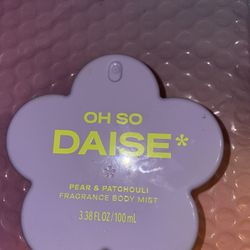 OH SO
DAISE*
PEAR & PATCHOULI
FRAGRANCE BODY MIST
3.38 FL OZ/100 mL